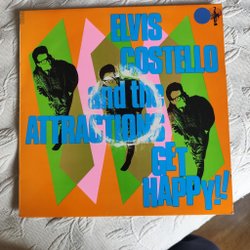 ELVIS
COSTELLO
and the
ATTRACTIONS
GET
HAPPY!!